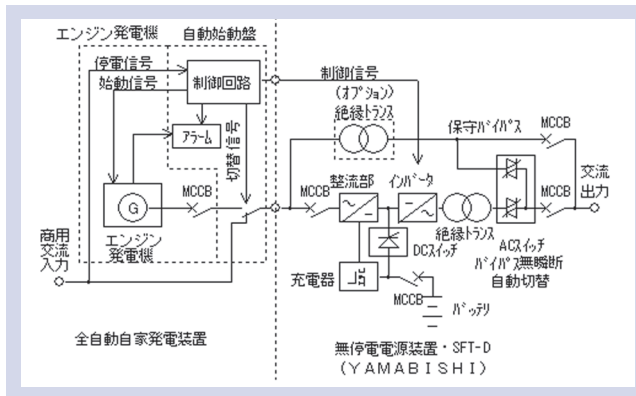 エンジン発電機
自動始動盤
停電信号
始動信号
制御回路
制御信号
(オプション)
絶縁トランス
アラーム
切替信号
保守バイパス
MCCB
G
エンジン
発電機
MCCB
MCCB
整流部
インバータ
MCCB
交流
出力
商用
交流
入力
絶縁トランス
DCスイッチ
ACスイッチ
バイパス無瞬断
自動切替
充電器
MCCB
バッテリ
全自動自家発電装置
無停電電源装置・SFT-D
(YAMABISHI)